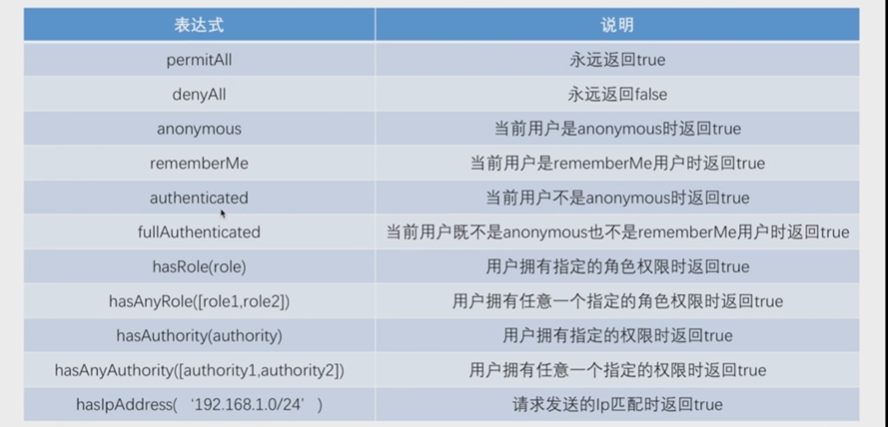 表达式 说明
permitAll 永远返回true
denyAll 永远返回false
anonymous 当前用户是anonymous时返回true
rememberMe 当前用户是rememberMe用户时返回true
authenticated 当前用户不是anonymous时返回true
fullAuthenticated 当前用户既不是anonymous也不是rememberMe用户时返回true
hasRole(role) 用户拥有指定的角色权限时返回true
hasAnyRole([role1,role2]) 用户拥有任意一个指定的角色权限时返回true
hasAuthority(authority) 用户拥有指定的权限时返回true
hasAnyAuthority([authority1,authority2]) 用户拥有任意一个指定的权限时返回true
hasIpAddress( ‘192.168.1.0/24’ ) 请求发送的Ip匹配时返回true